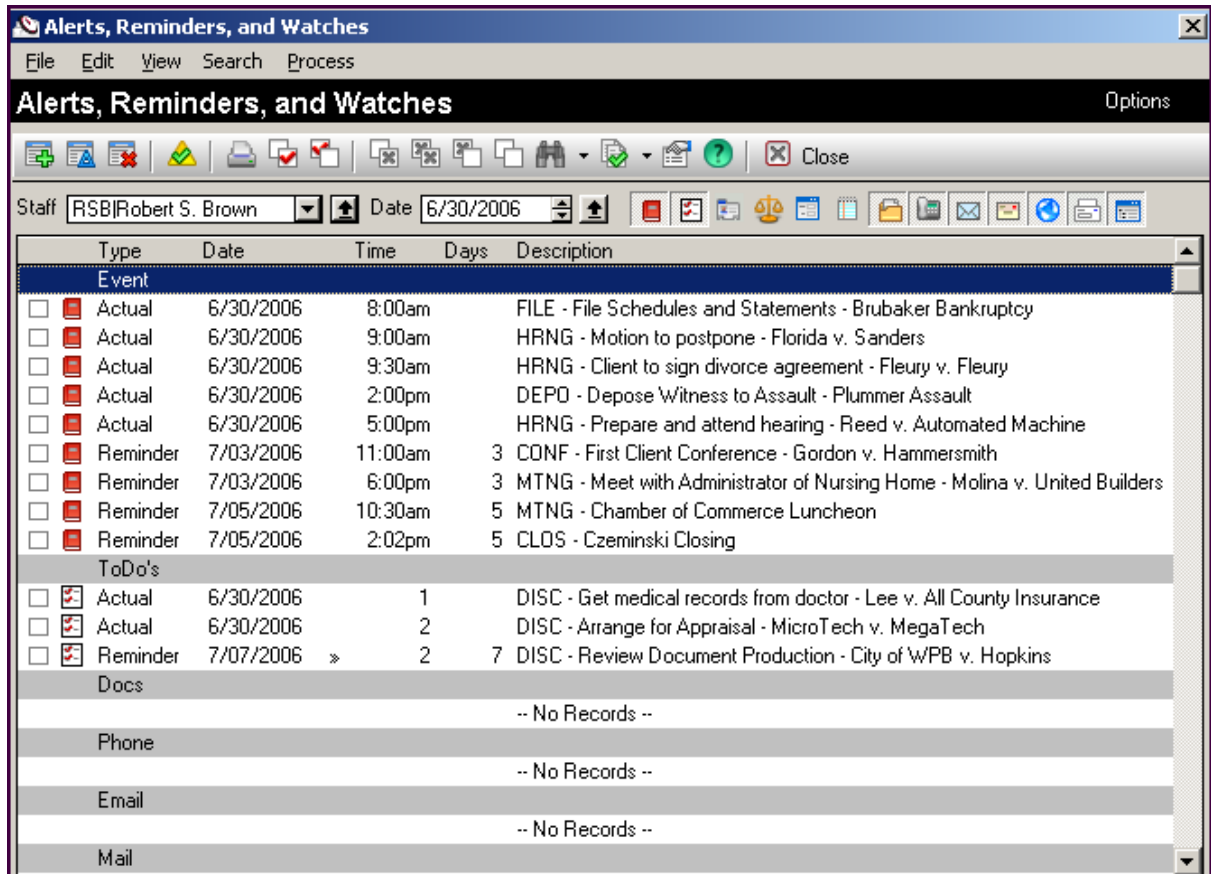 Alerts, Reminders, and Watches
File Edit View Search Process
Alerts, Reminders, and Watches Options
Close
Staff RSB|Robert S. Brown Date 6/30/2006
Type Date Time Days Description
Event
Actual 6/30/2006 8:00am FILE - File Schedules and Statements - Brubaker Bankruptcy
Actual 6/30/2006 9:00am HRNG - Motion to postpone - Florida v. Sanders
Actual 6/30/2006 9:30am HRNG - Client to sign divorce agreement - Fleury v. Fleury
Actual 6/30/2006 2:00pm DEPO - Depose Witness to Assault - Plummer Assault
Actual 6/30/2006 5:00pm HRNG - Prepare and attend hearing - Reed v. Automated Machine
Reminder 7/03/2006 11:00am 3 CONF - First Client Conference - Gordon v. Hammersmith
Reminder 7/03/2006 6:00pm 3 MTNG - Meet with Administrator of Nursing Home - Molina v. United Builders
Reminder 7/05/2006 10:30am 5 MTNG - Chamber of Commerce Luncheon
Reminder 7/05/2006 2:02pm 5 CLOS - Czeminski Closing
ToDo's
Actual 6/30/2006 1 DISC - Get medical records from doctor - Lee v. All County Insurance
Actual 6/30/2006 2 DISC - Arrange for Appraisal - MicroTech v. MegaTech
Reminder 7/07/2006 » 2 7 DISC - Review Document Production - City of WPB v. Hopkins
Docs
-- No Records --
Phone
-- No Records --
Email
-- No Records --
Mail